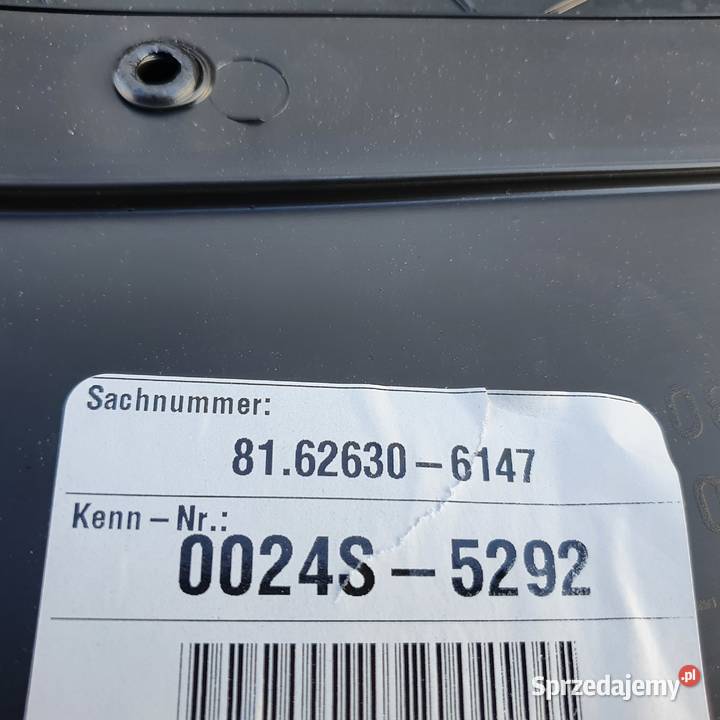 Sachnummer:
81.62630-6147
Kenn-Nr.:
0024S-5292
Sprzedajemy.pl